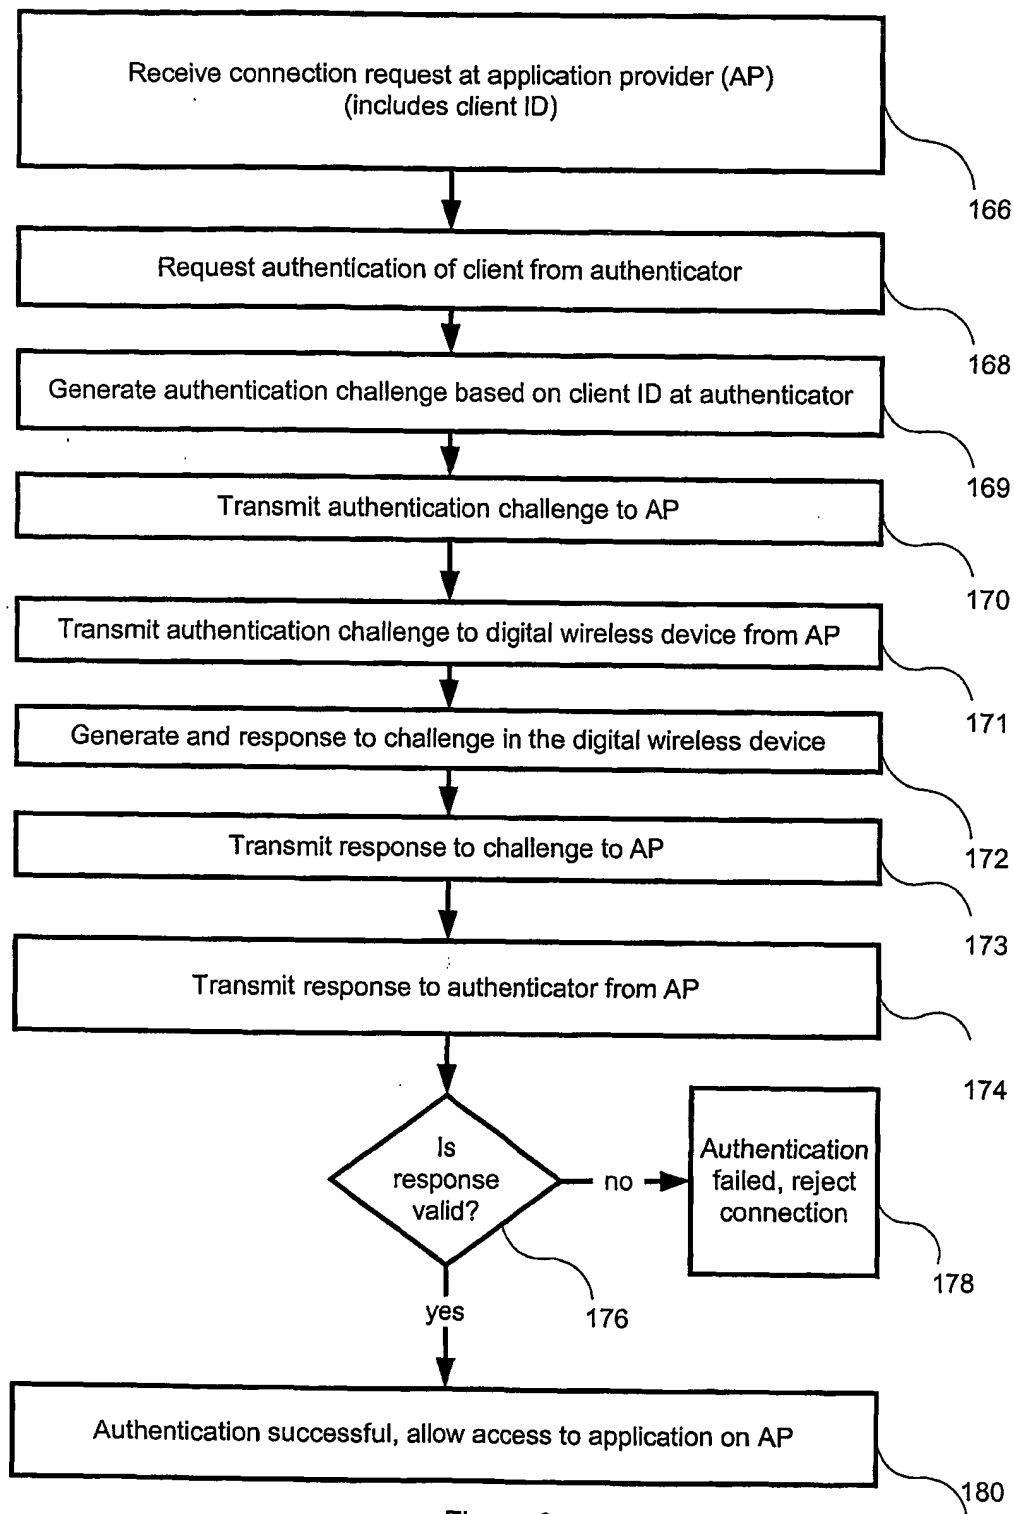 Receive connection request at application provider (AP)
(includes client ID)
166
Request authentication of client from authenticator
168
Generate authentication challenge based on client ID at authenticator
169
Transmit authentication challenge to AP
170
Transmit authentication challenge to digital wireless device from AP
171
Generate and response to challenge in the digital wireless device
172
Transmit response to challenge to AP
173
Transmit response to authenticator from AP
174
Is
response
valid?
no
Authentication
failed, reject
connection
178
176
yes
Authentication successful, allow access to application on AP
180